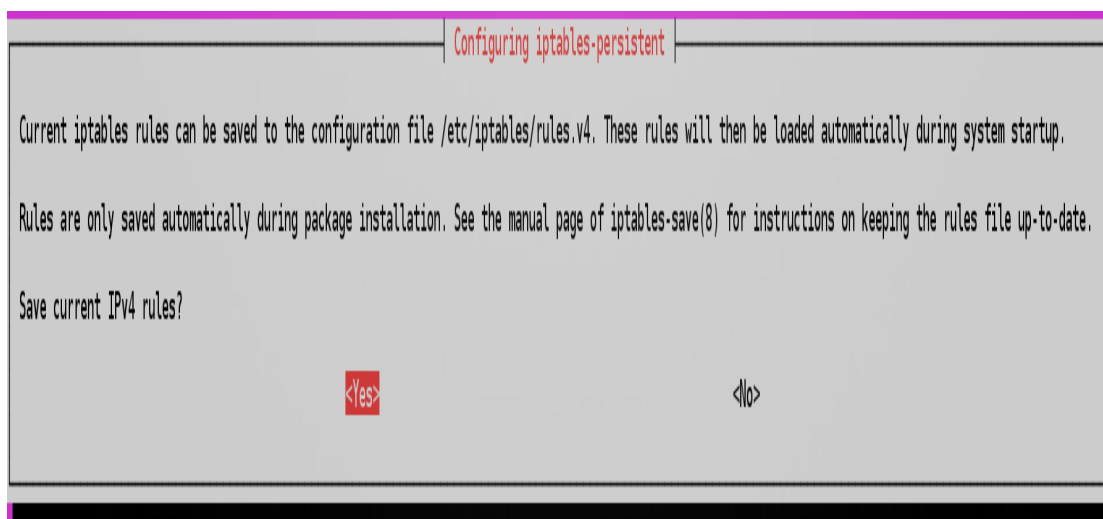 Configuring iptables-persistent
Current iptables rules can be saved to the configuration file /etc/iptables/rules.v4. These rules will then be loaded automatically during system startup.
Rules are only saved automatically during package installation. See the manual page of iptables-save(8) for instructions on keeping the rules file up-to-date.
Save current IPv4 rules?
<Yes> <No>